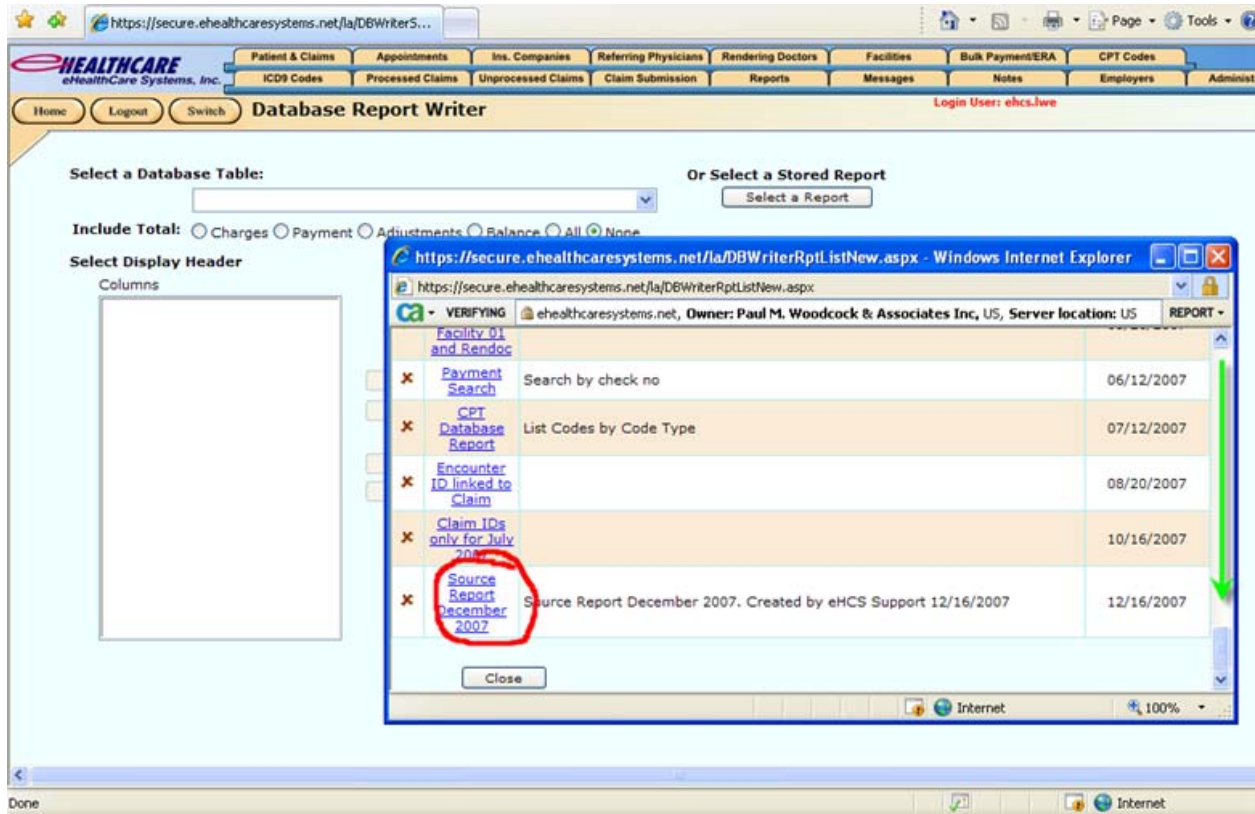 https://secure.ehealthcaresystems.net/la/DBWriterS...
Page
Tools
EHEALTHCARE
eHealthCare Systems, Inc.
Patient & Claims Appointments Ins. Companies Referring Physicians Rendering Doctors Facilities Bulk Payment/ERA CPT Codes
ICD9 Codes Processed Claims Unprocessed Claims Claim Submission Reports Messages Notes Employers Administ
Home Logout Switch Database Report Writer
Login User: ehcs.lwe
Select a Database Table:
Or Select a Stored Report
Select a Report
Include Total: Charges Payment Adjustments Balance All None
Select Display Header
Columns
https://secure.ehealthcaresystems.net/la/DBWriterRptListNew.aspx - Windows Internet Explorer
https://secure.ehealthcaresystems.net/la/DBWriterRptListNew.aspx
ca VERIFYING ehealthcaresystems.net, Owner: Paul M. Woodcock & Associates Inc, US, Server location: US REPORT
Facility 01
and Rendoc
Payment
Search
Search by check no
06/12/2007
CPT
Database
Report
List Codes by Code Type
07/12/2007
Encounter
ID linked to
Claim
08/20/2007
Claim IDs
only for July
10/16/2007
Source
Report
December
2007
Source Report December 2007. Created by eHCS Support 12/16/2007
12/16/2007
Close
Internet
100%
Done
Internet